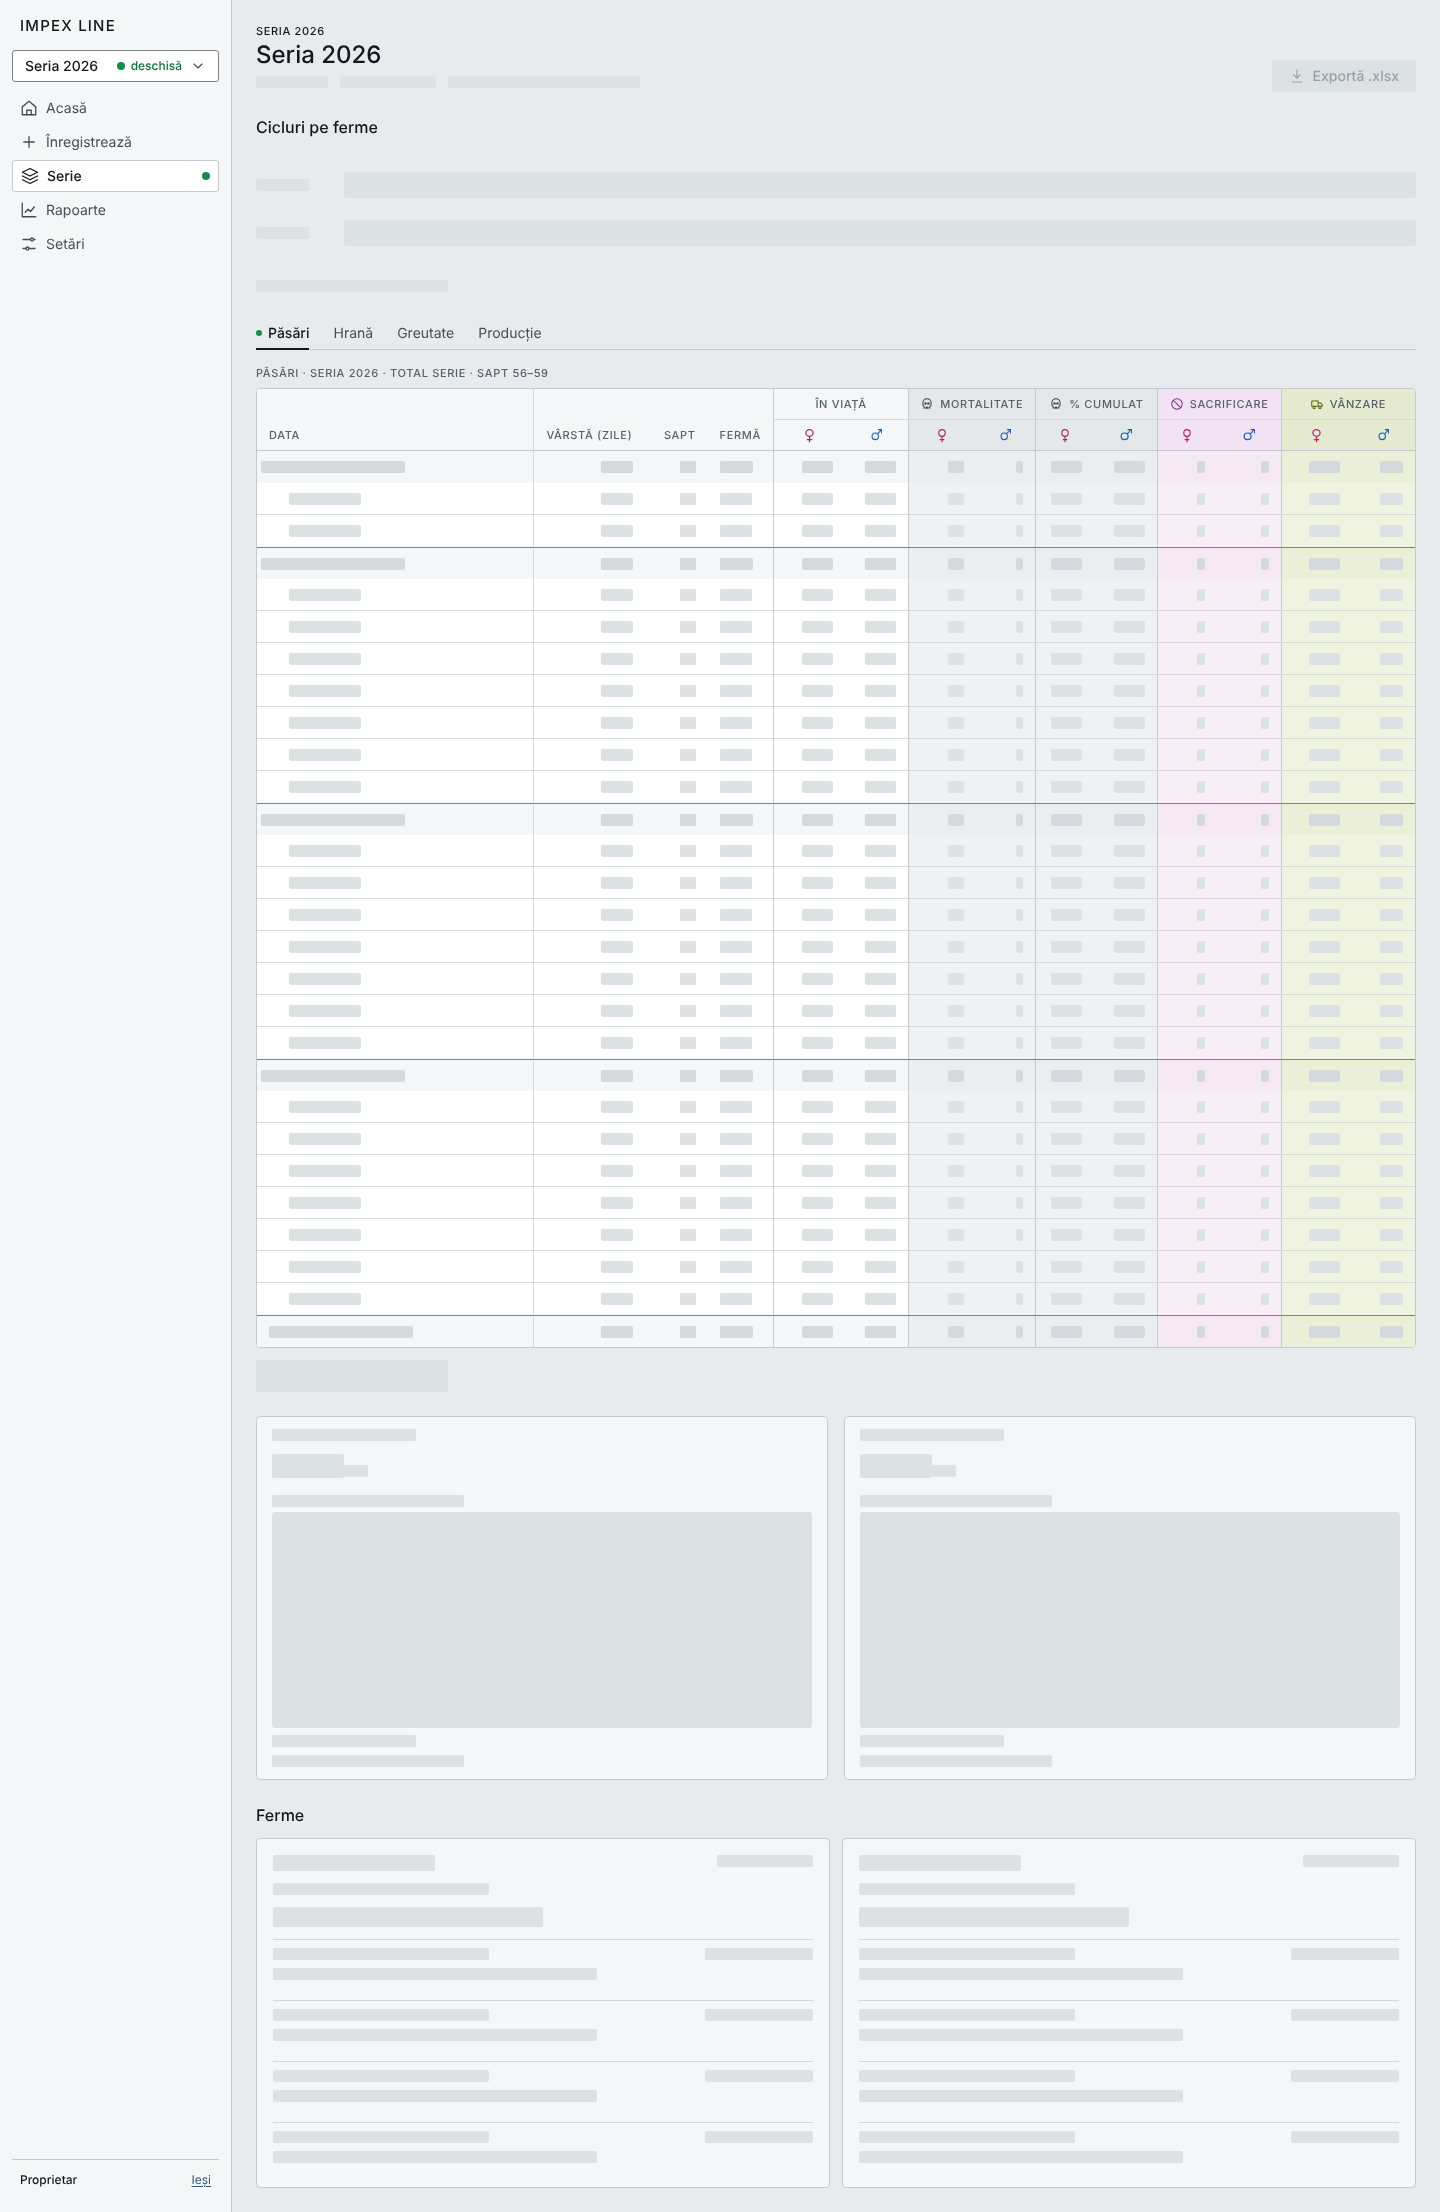 IMPEX LINE
Seria 2026 deschisă
Acasă
Înregistrează
Serie
Rapoarte
Setări
Proprietar Ieși
SERIA 2026
Seria 2026
Exportă .xlsx
Cicluri pe ferme
Păsări Hrană Greutate Producție
PĂSĂRI · SERIA 2026 · TOTAL SERIE · SAPT 56–59
ÎN VIAȚĂ MORTALITATE % CUMULAT SACRIFICARE VÂNZARE
DATA VÂRSTĂ (ZILE) SAPT FERMĂ ♀ ♂ ♀ ♂ ♀ ♂ ♀ ♂ ♀ ♂
Ferme